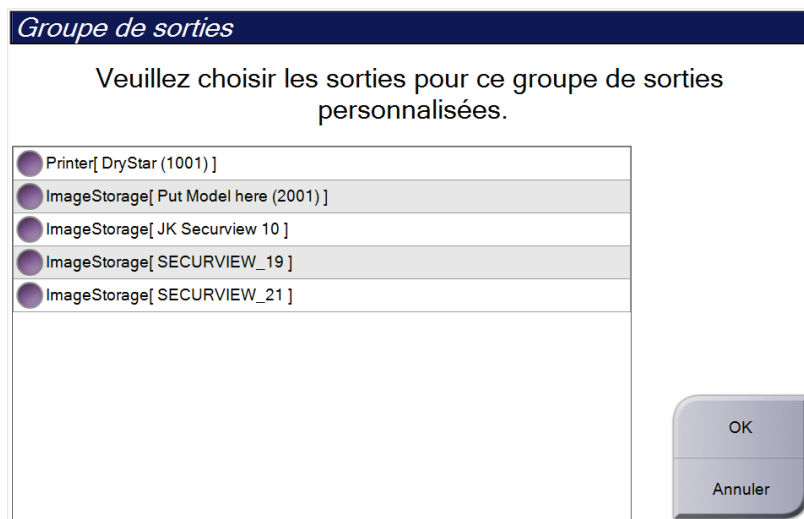 Groupe de sorties
Veuillez choisir les sorties pour ce groupe de sorties
personnalisées.
Printer[ DryStar (1001) ]
ImageStorage[ Put Model here (2001) ]
ImageStorage[ JK Securview 10 ]
ImageStorage[ SECURVIEW_19 ]
ImageStorage[ SECURVIEW_21 ]
OK
Annuler